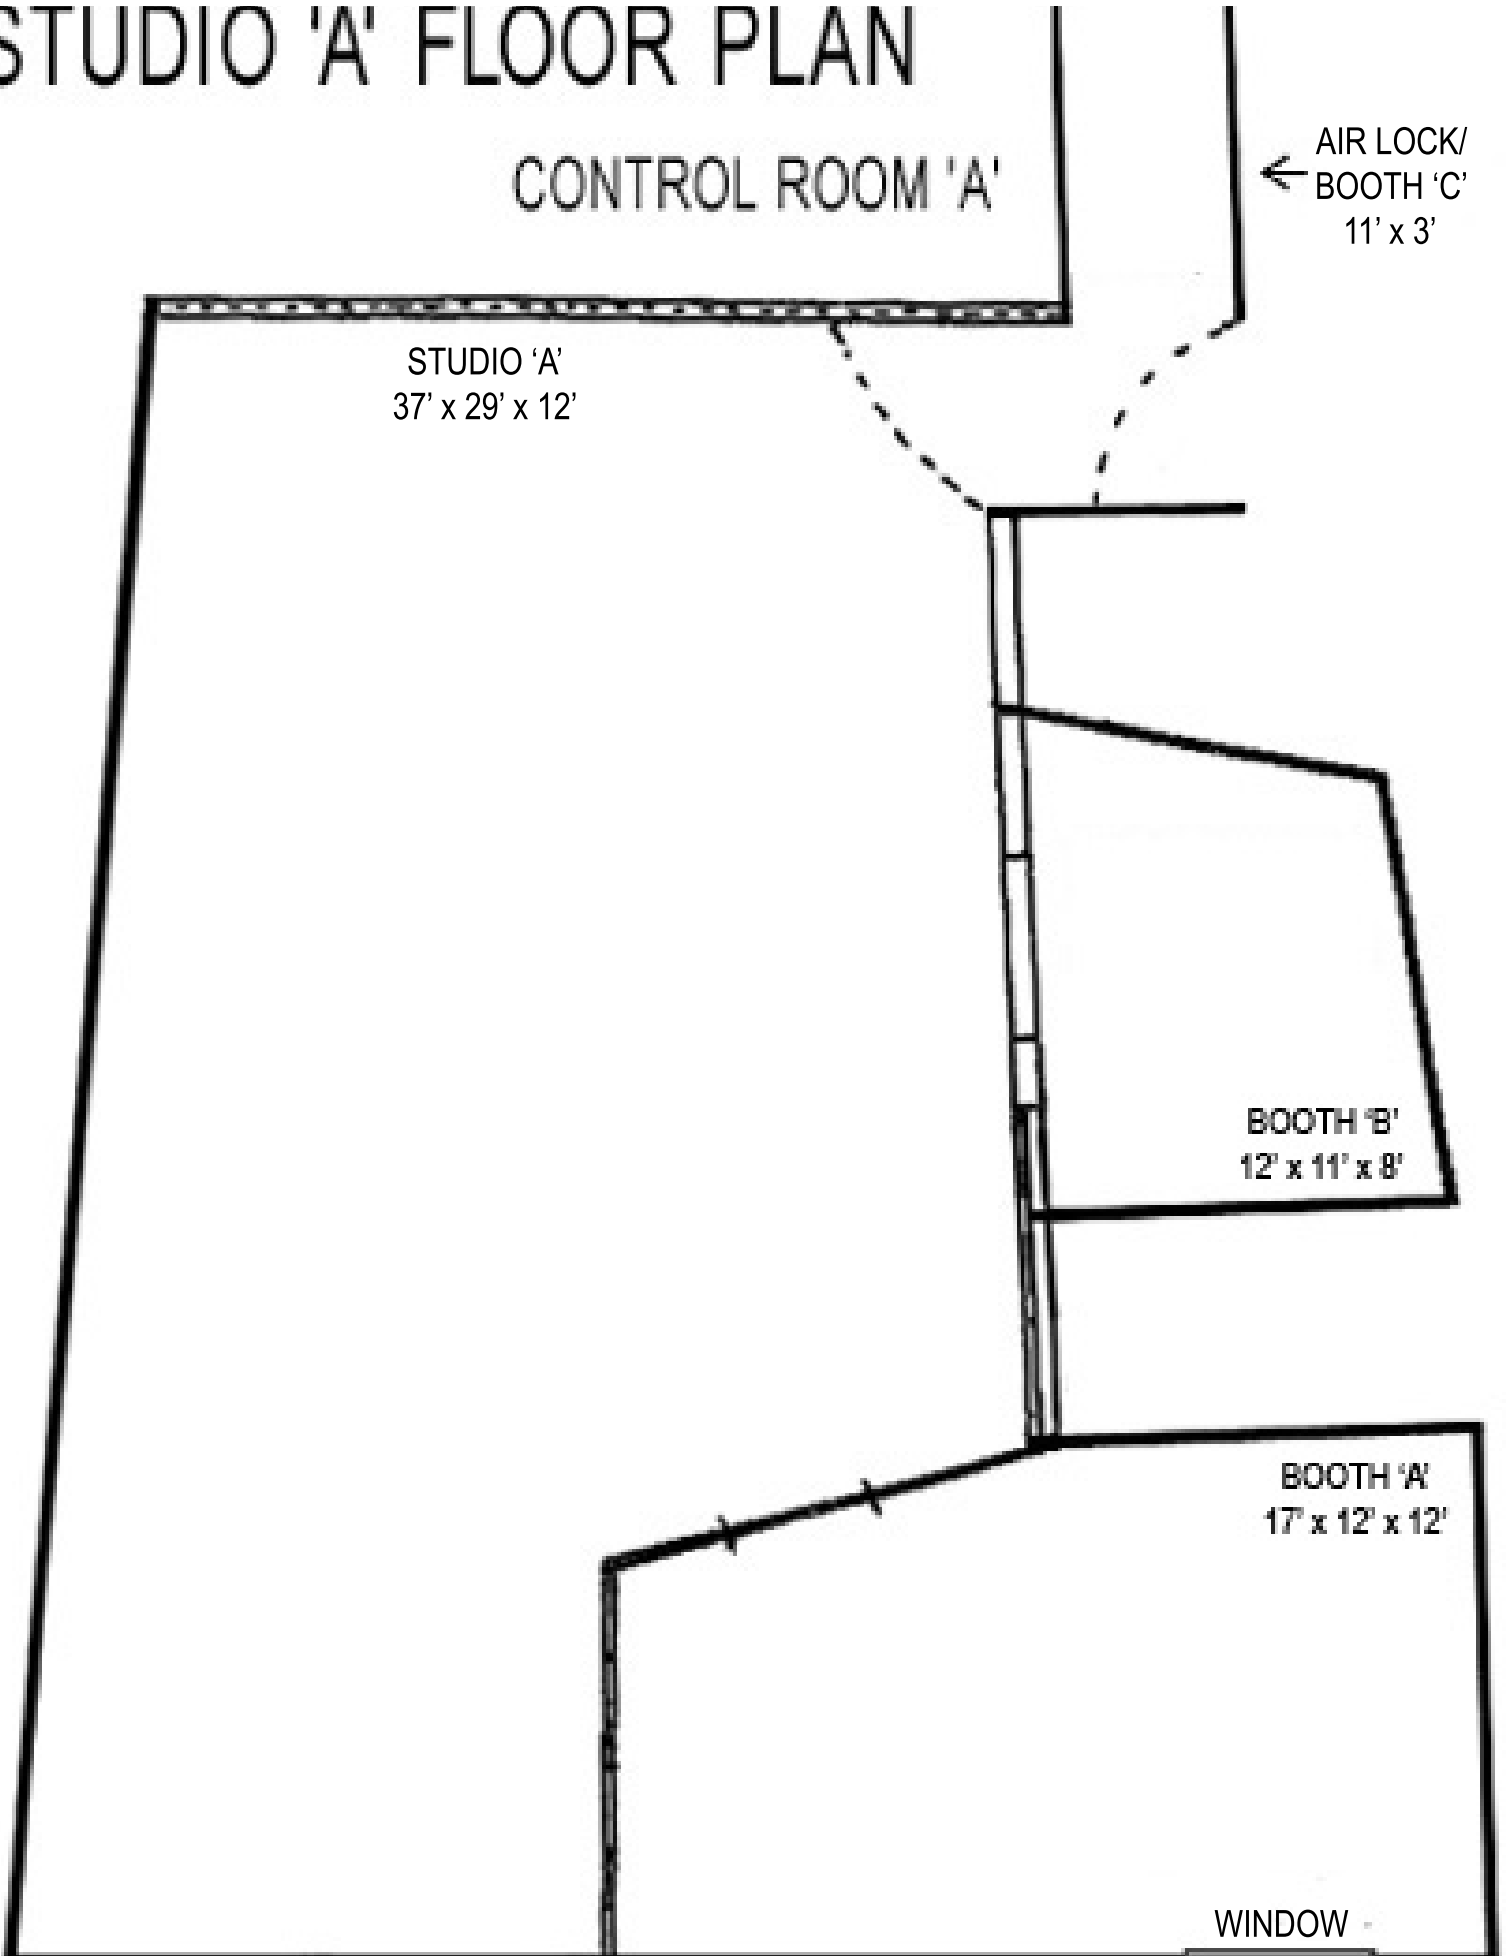 STUDIO 'A' FLOOR PLAN
CONTROL ROOM 'A'
AIR LOCK/
BOOTH ‘C’
11’ x 3’
STUDIO ‘A’
37’ x 29’ x 12’
BOOTH ‘B’
12’ x 11’ x 8’
BOOTH ‘A’
17’ x 12’ x 12’
WINDOW